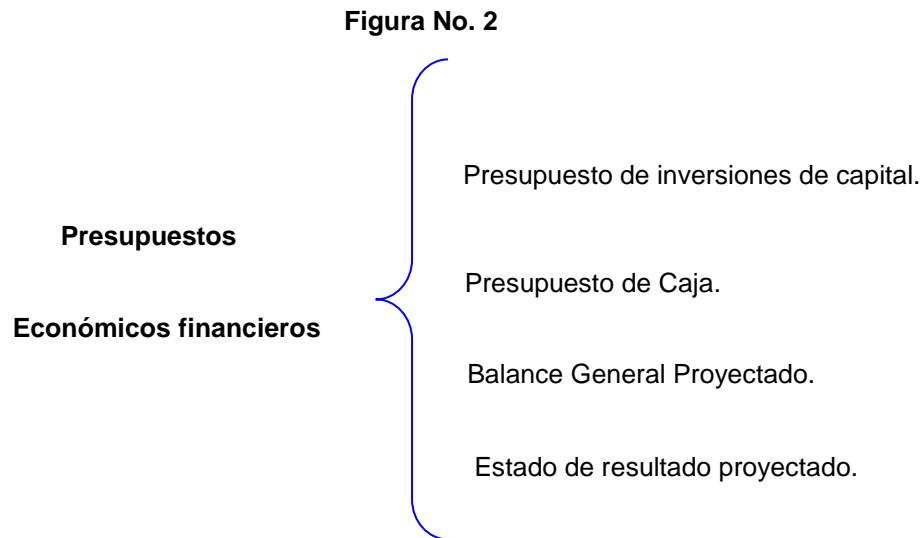 Figura No. 2
Presupuestos
Económicos financieros
Presupuesto de inversiones de capital.
Presupuesto de Caja.
Balance General Proyectado.
Estado de resultado proyectado.